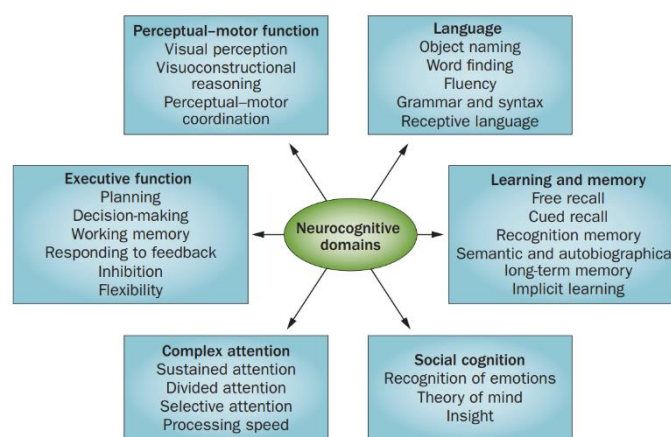 Perceptual–motor function
Visual perception
Visuoconstructional
reasoning
Perceptual–motor
coordination
Language
Object naming
Word finding
Fluency
Grammar and syntax
Receptive language
Executive function
Planning
Decision-making
Working memory
Responding to feedback
Inhibition
Flexibility
Neurocognitive
domains
Learning and memory
Free recall
Cued recall
Recognition memory
Semantic and autobiographical
long-term memory
Implicit learning
Complex attention
Sustained attention
Divided attention
Selective attention
Processing speed
Social cognition
Recognition of emotions
Theory of mind
Insight